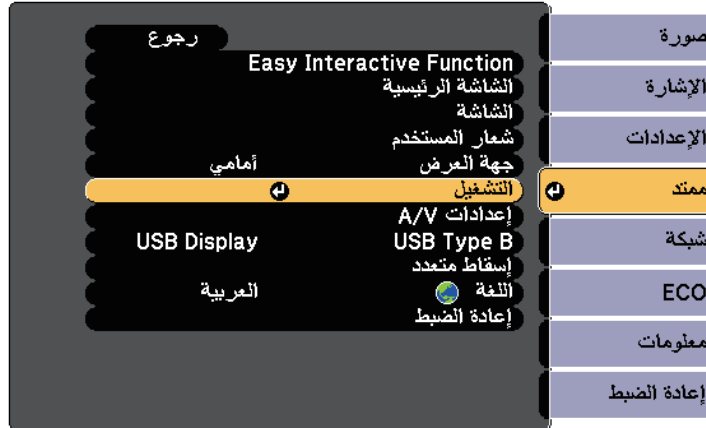 صورة
الإشارة
الإعدادات
ممتد
شبكة
ECO
معلومات
إعادة الضبط
رجوع
Easy Interactive Function
الشاشة الرئيسية
الشاشة
شعار المستخدم
جهة العرض أمامي
التشغيل
إعدادات A/V
USB Type B USB Display
إسقاط متعدد
اللغة العربية
إعادة الضبط